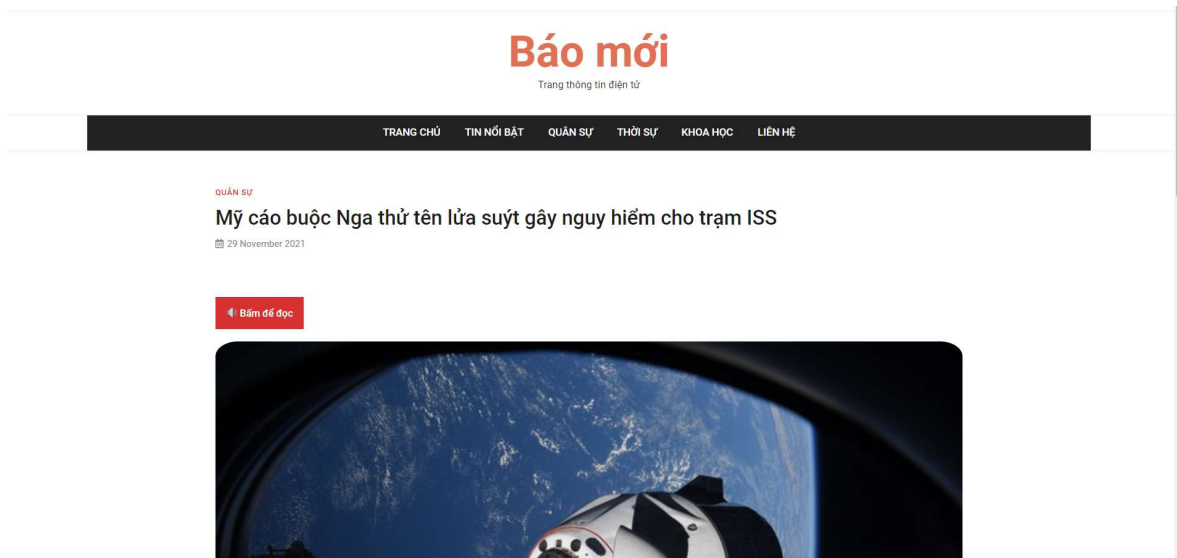 Báo mới
Trang thông tin điện tử
TRANG CHỦ TIN NỔI BẬT QUÂN SỰ THỜI SỰ KHOA HỌC LIÊN HỆ
QUÂN SỰ
Mỹ cáo buộc Nga thử tên lửa suýt gây nguy hiểm cho trạm ISS
29 November 2021
Bấm để đọc